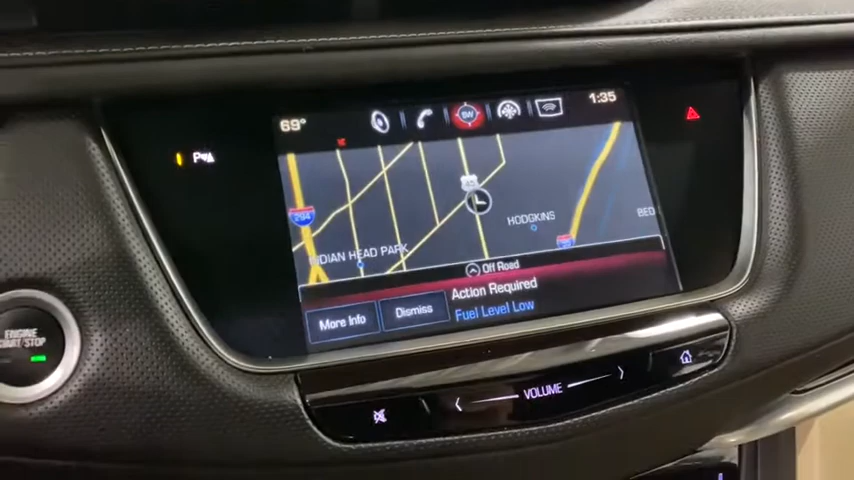 69°
SW
1:35
P
294
45
HODGKINS
BED
INDIAN HEAD PARK
Off Road
Action Required
More Info
Dismiss
Fuel Level Low
ENGINE
START/STOP
VOLUME